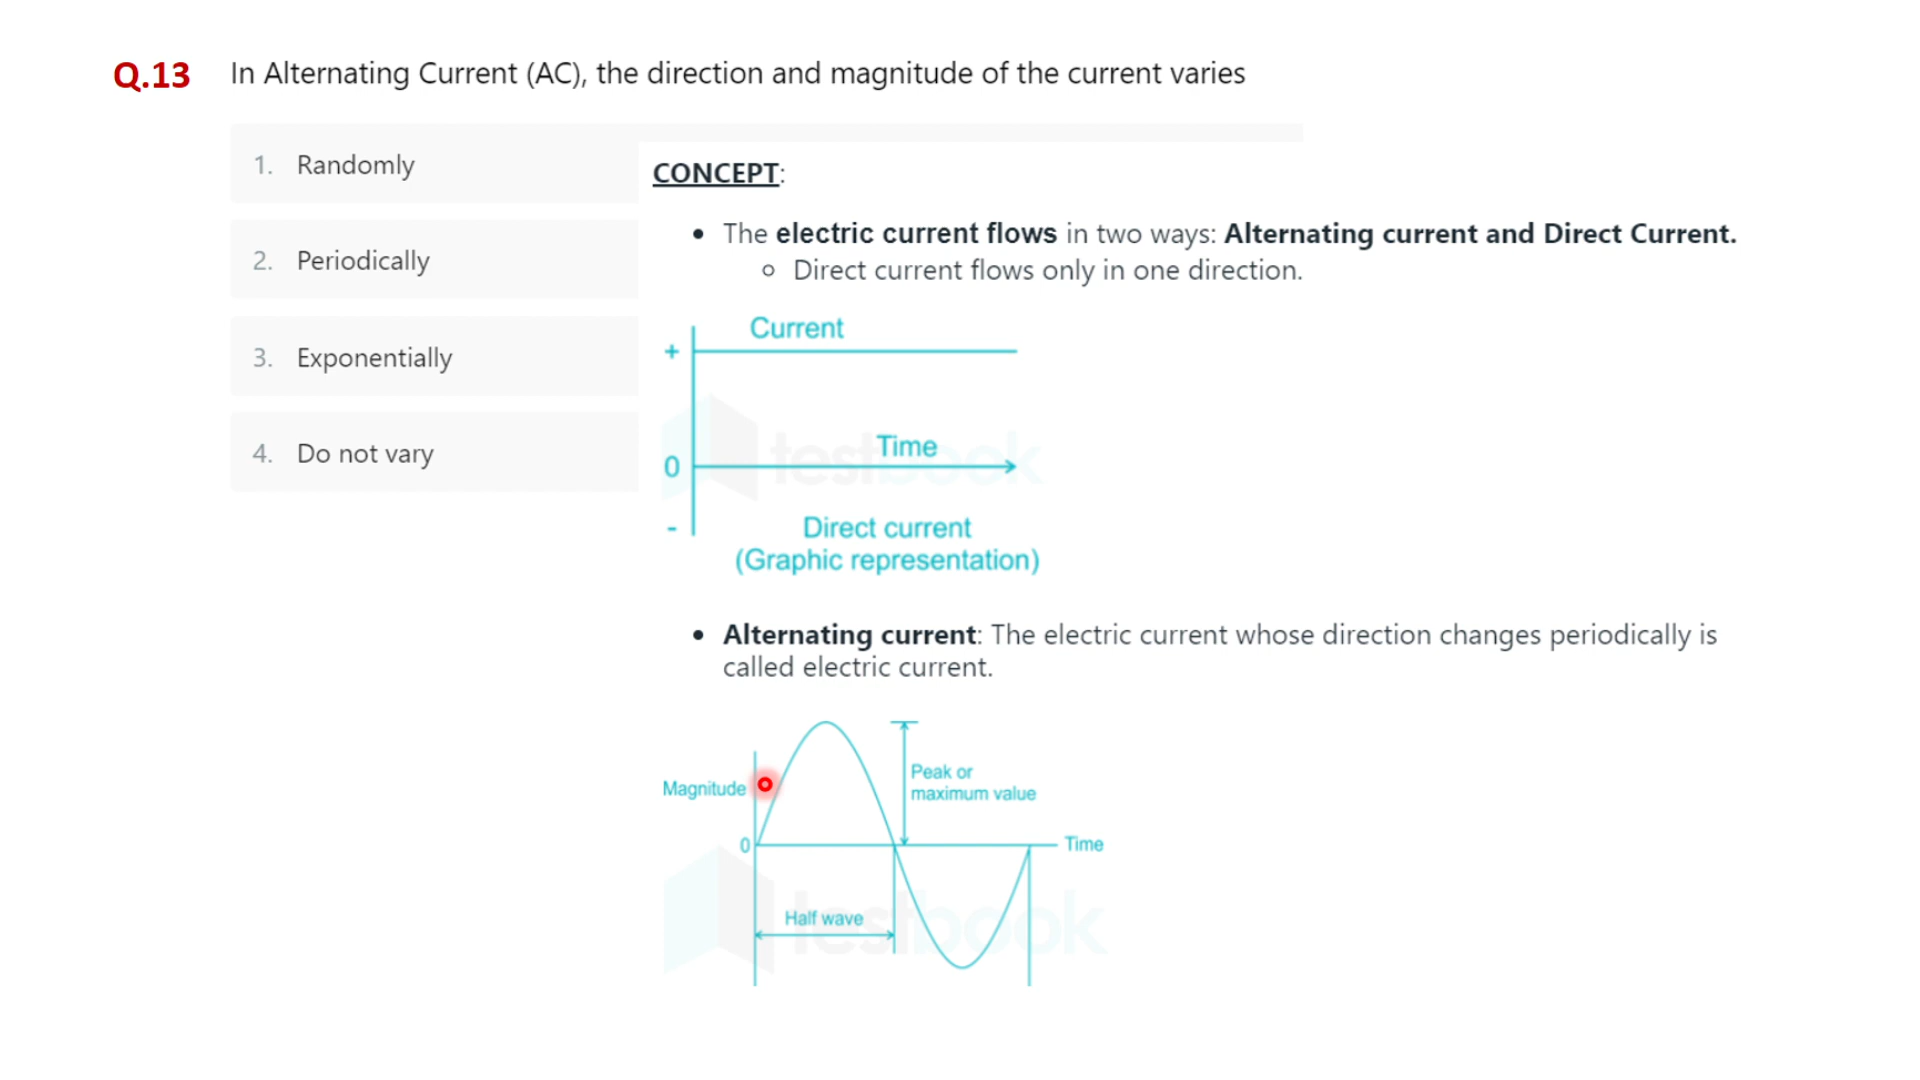 Q.13 In Alternating Current (AC), the direction and magnitude of the current varies
1. Randomly
2. Periodically
3. Exponentially
4. Do not vary
CONCEPT:
• The electric current flows in two ways: Alternating current and Direct Current.
○ Direct current flows only in one direction.
Current
+
Time
0
-
Direct current
(Graphic representation)
testbook
• Alternating current: The electric current whose direction changes periodically is
called electric current.
Peak or
maximum value
Magnitude
0
Time
Half wave
testbook